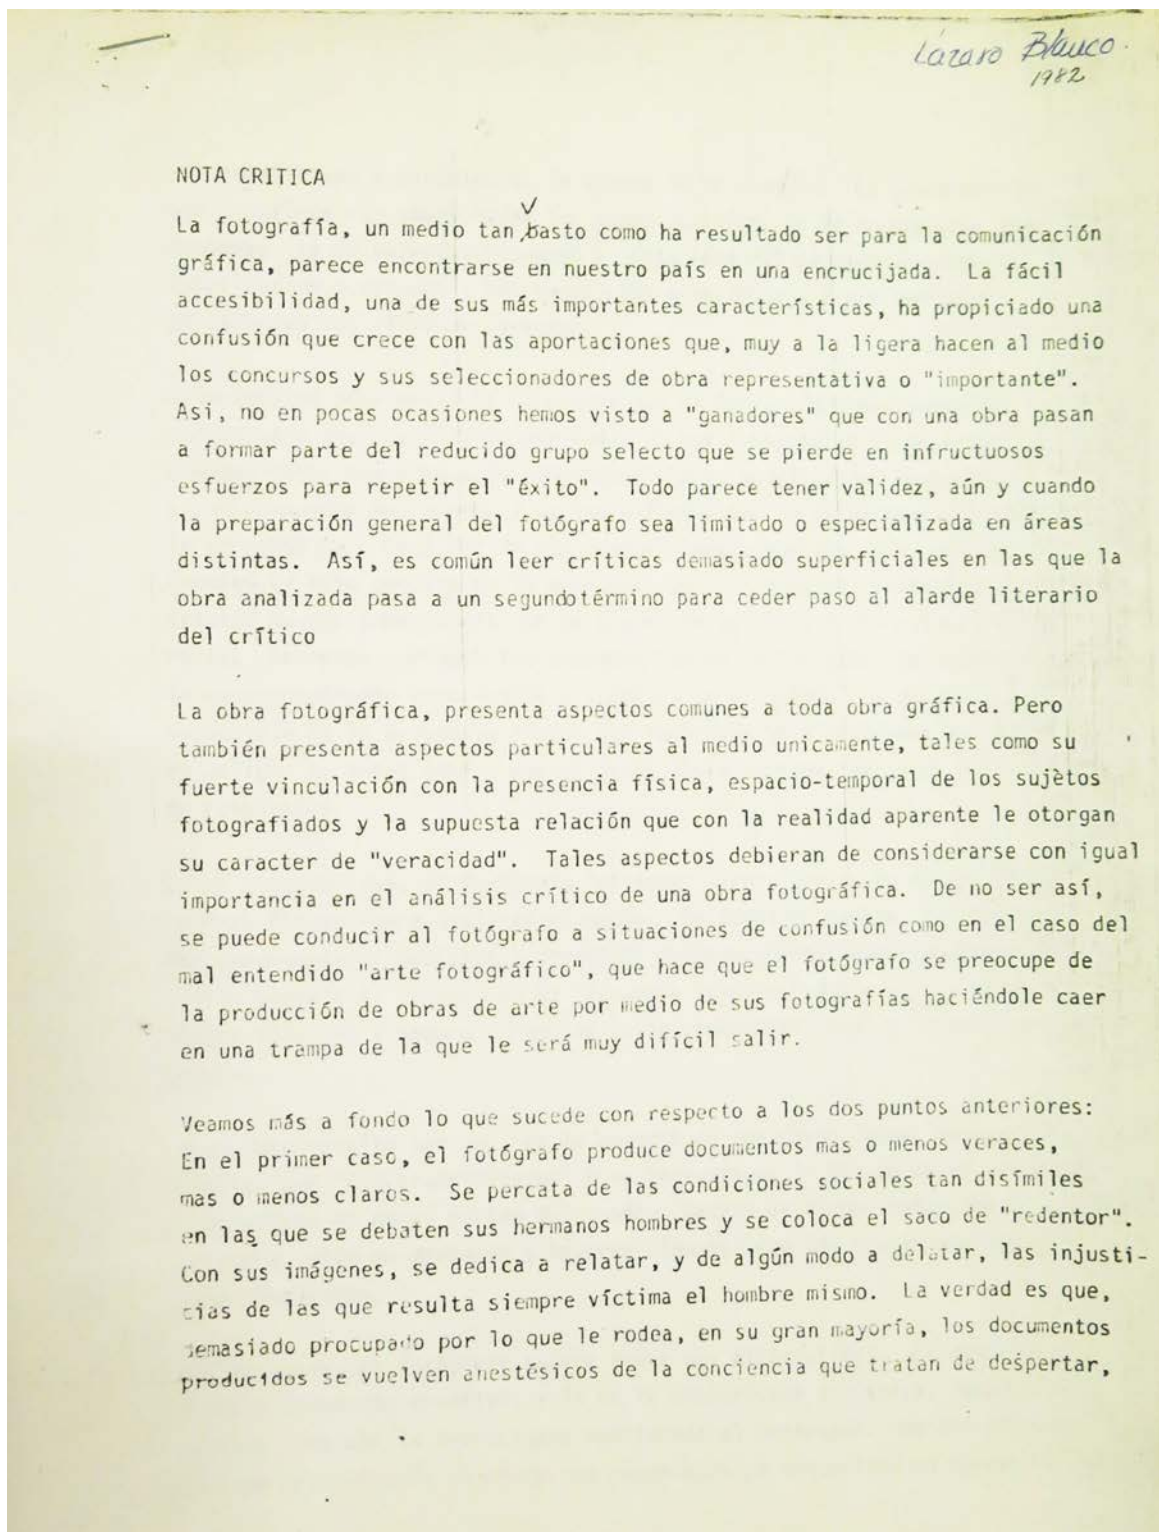 Lázaro Blanco.
1982
NOTA CRITICA
V
La fotografía, un medio tan basto como ha resultado ser para la comunicación
gráfica, parece encontrarse en nuestro país en una encrucijada. La fácil
accesibilidad, una de sus más importantes características, ha propiciado una
confusión que crece con las aportaciones que, muy a la ligera hacen al medio
los concursos y sus seleccionadores de obra representativa o "importante".
Asi, no en pocas ocasiones hemos visto a "ganadores" que con una obra pasan
a formar parte del reducido grupo selecto que se pierde en infructuosos
esfuerzos para repetir el "éxito". Todo parece tener validez, aún y cuando
la preparación general del fotógrafo sea limitado o especializada en áreas
distintas. Así, es común leer críticas demasiado superficiales en las que la
obra analizada pasa a un segundotérmino para ceder paso al alarde literario
del crítico
La obra fotográfica, presenta aspectos comunes a toda obra gráfica. Pero
también presenta aspectos particulares al medio unicamente, tales como su
fuerte vinculación con la presencia física, espacio-temporal de los sujètos
fotografiados y la supuesta relación que con la realidad aparente le otorgan
su caracter de "veracidad". Tales aspectos debieran de considerarse con igual
importancia en el análisis crítico de una obra fotográfica. De no ser así,
se puede conducir al fotógrafo a situaciones de confusión como en el caso del
mal entendido "arte fotográfico", que hace que el fotógrafo se preocupe de
la producción de obras de arte por medio de sus fotografías haciéndole caer
en una trampa de la que le será muy difícil salir.
Veamos más a fondo lo que sucede con respecto a los dos puntos anteriores:
En el primer caso, el fotógrafo produce documentos mas o menos veraces,
mas o menos claros. Se percata de las condiciones sociales tan disímiles
en las que se debaten sus hermanos hombres y se coloca el saco de "redentor".
Con sus imágenes, se dedica a relatar, y de algún modo a delatar, las injusti-
cias de las que resulta siempre víctima el hombre mismo. La verdad es que,
demasiado procupado por lo que le rodea, en su gran mayoría, los documentos
producidos se vuelven anestésicos de la conciencia que tratan de despertar,